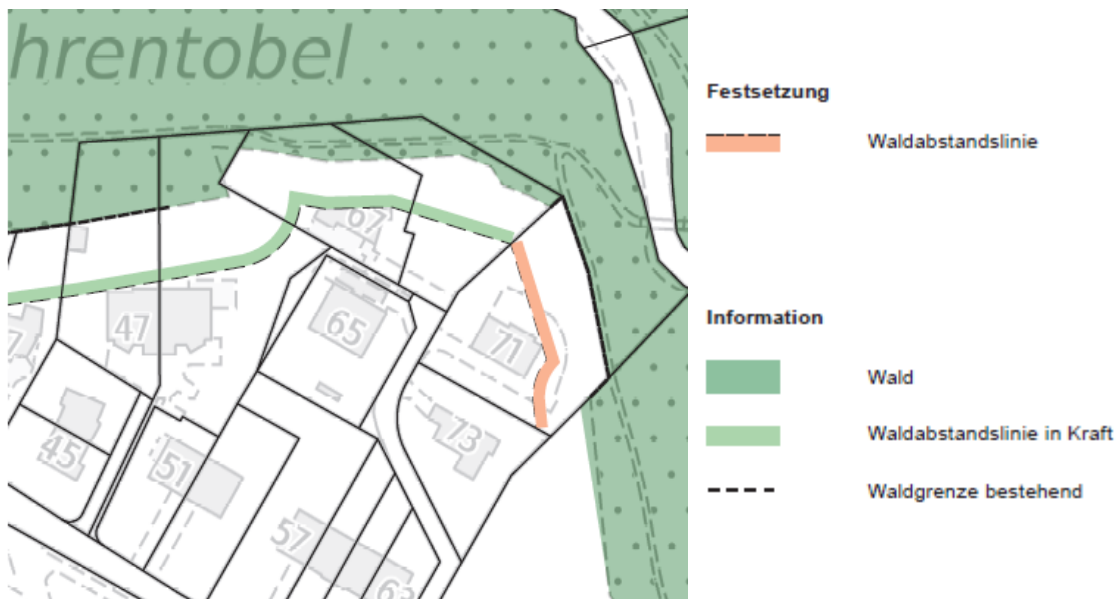 hrentobel
Festsetzung
Waldabstandslinie
67
47
65
71
73
45
51
57
Information
Wald
Waldabstandslinie in Kraft
Waldgrenze bestehend